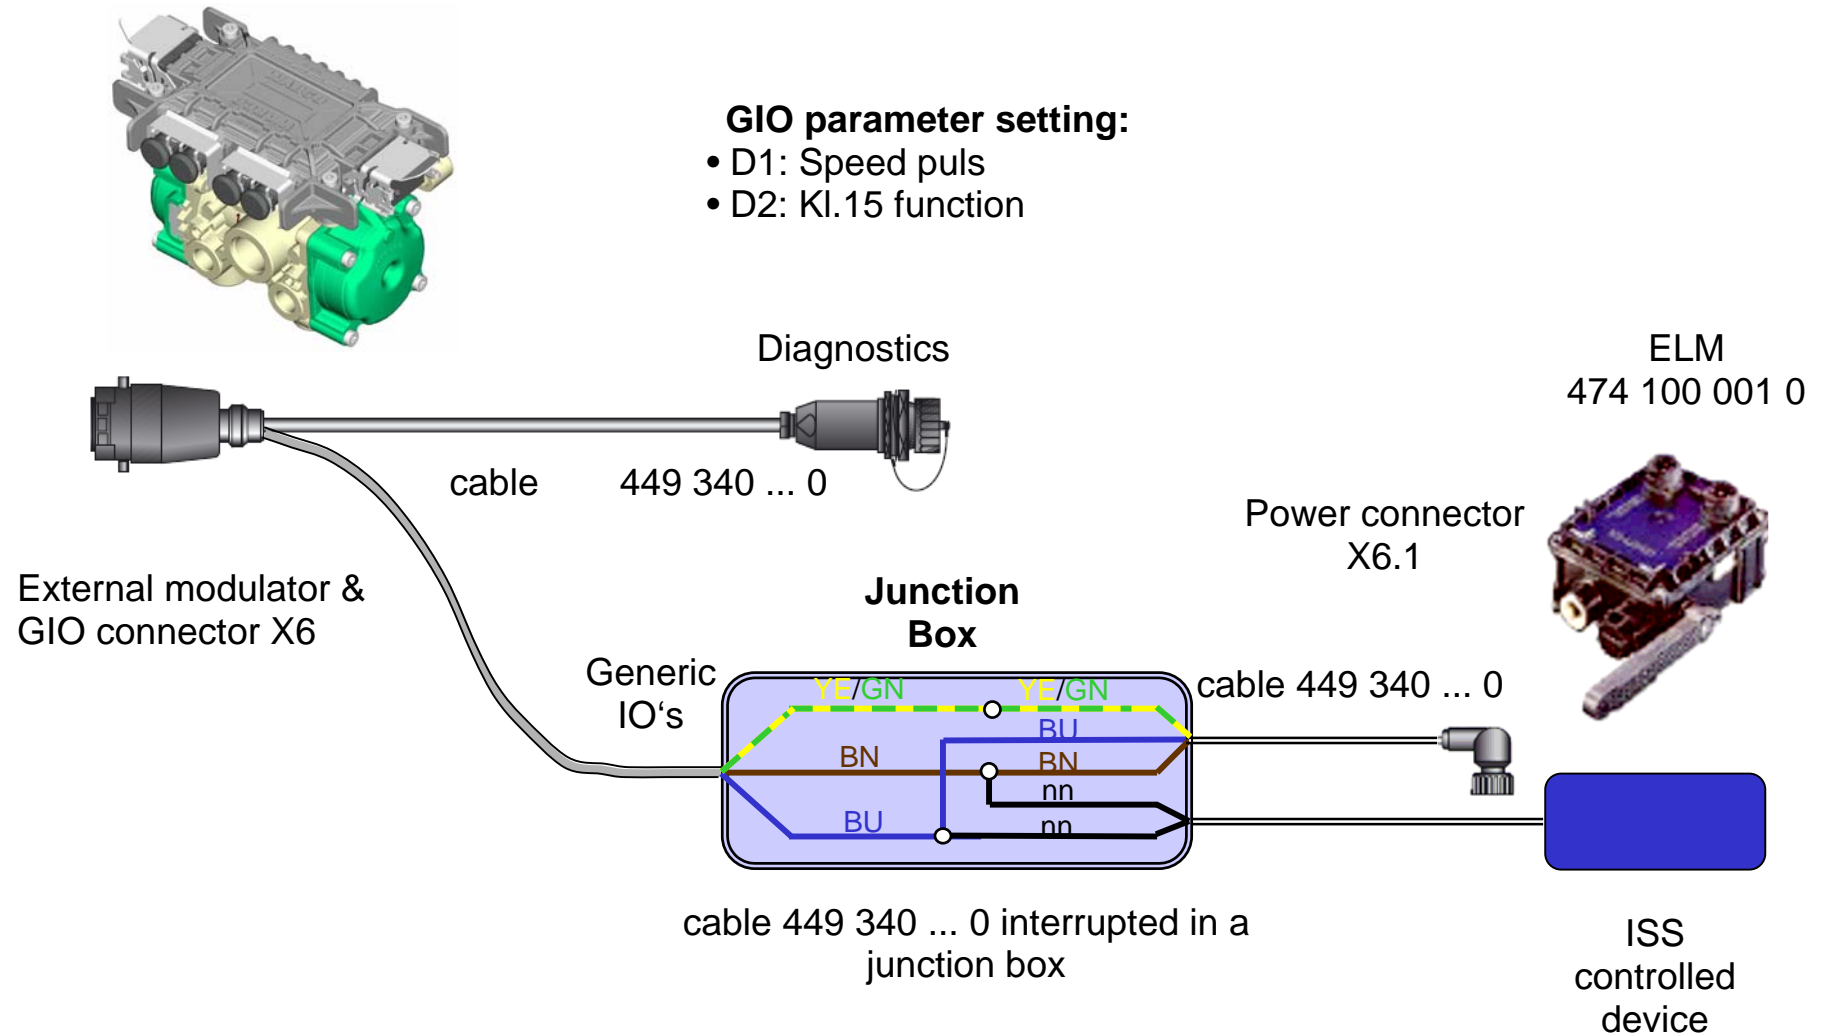 GIO parameter setting:
• D1: Speed puls
• D2: Kl.15 function
Diagnostics
ELM
474 100 001 0
cable 449 340 ... 0
Power connector
X6.1
External modulator &
GIO connector X6
Junction
Box
Generic
IO‘s
YE/GN YE/GN
cable 449 340 ... 0
BU
BN BN
nn
BU nn
cable 449 340 ... 0 interrupted in a
junction box
ISS
controlled
device